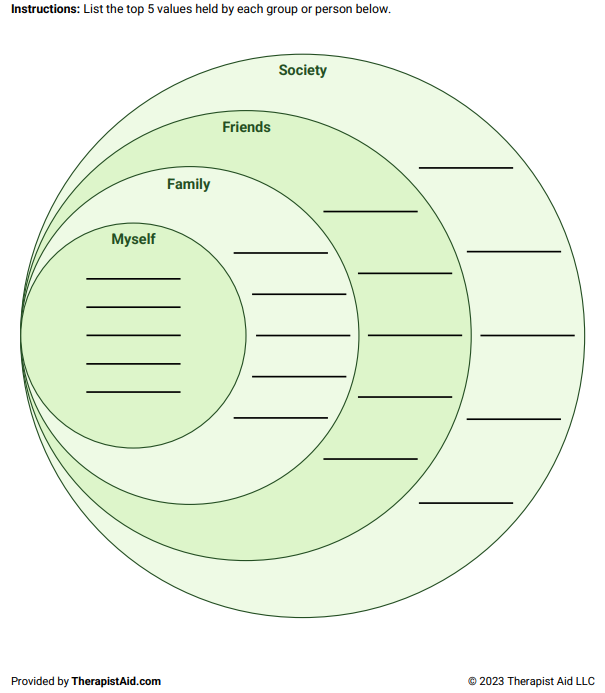 Instructions: List the top 5 values held by each group or person below.
Society
Friends
Family
Myself
Provided by TherapistAid.com
© 2023 Therapist Aid LLC